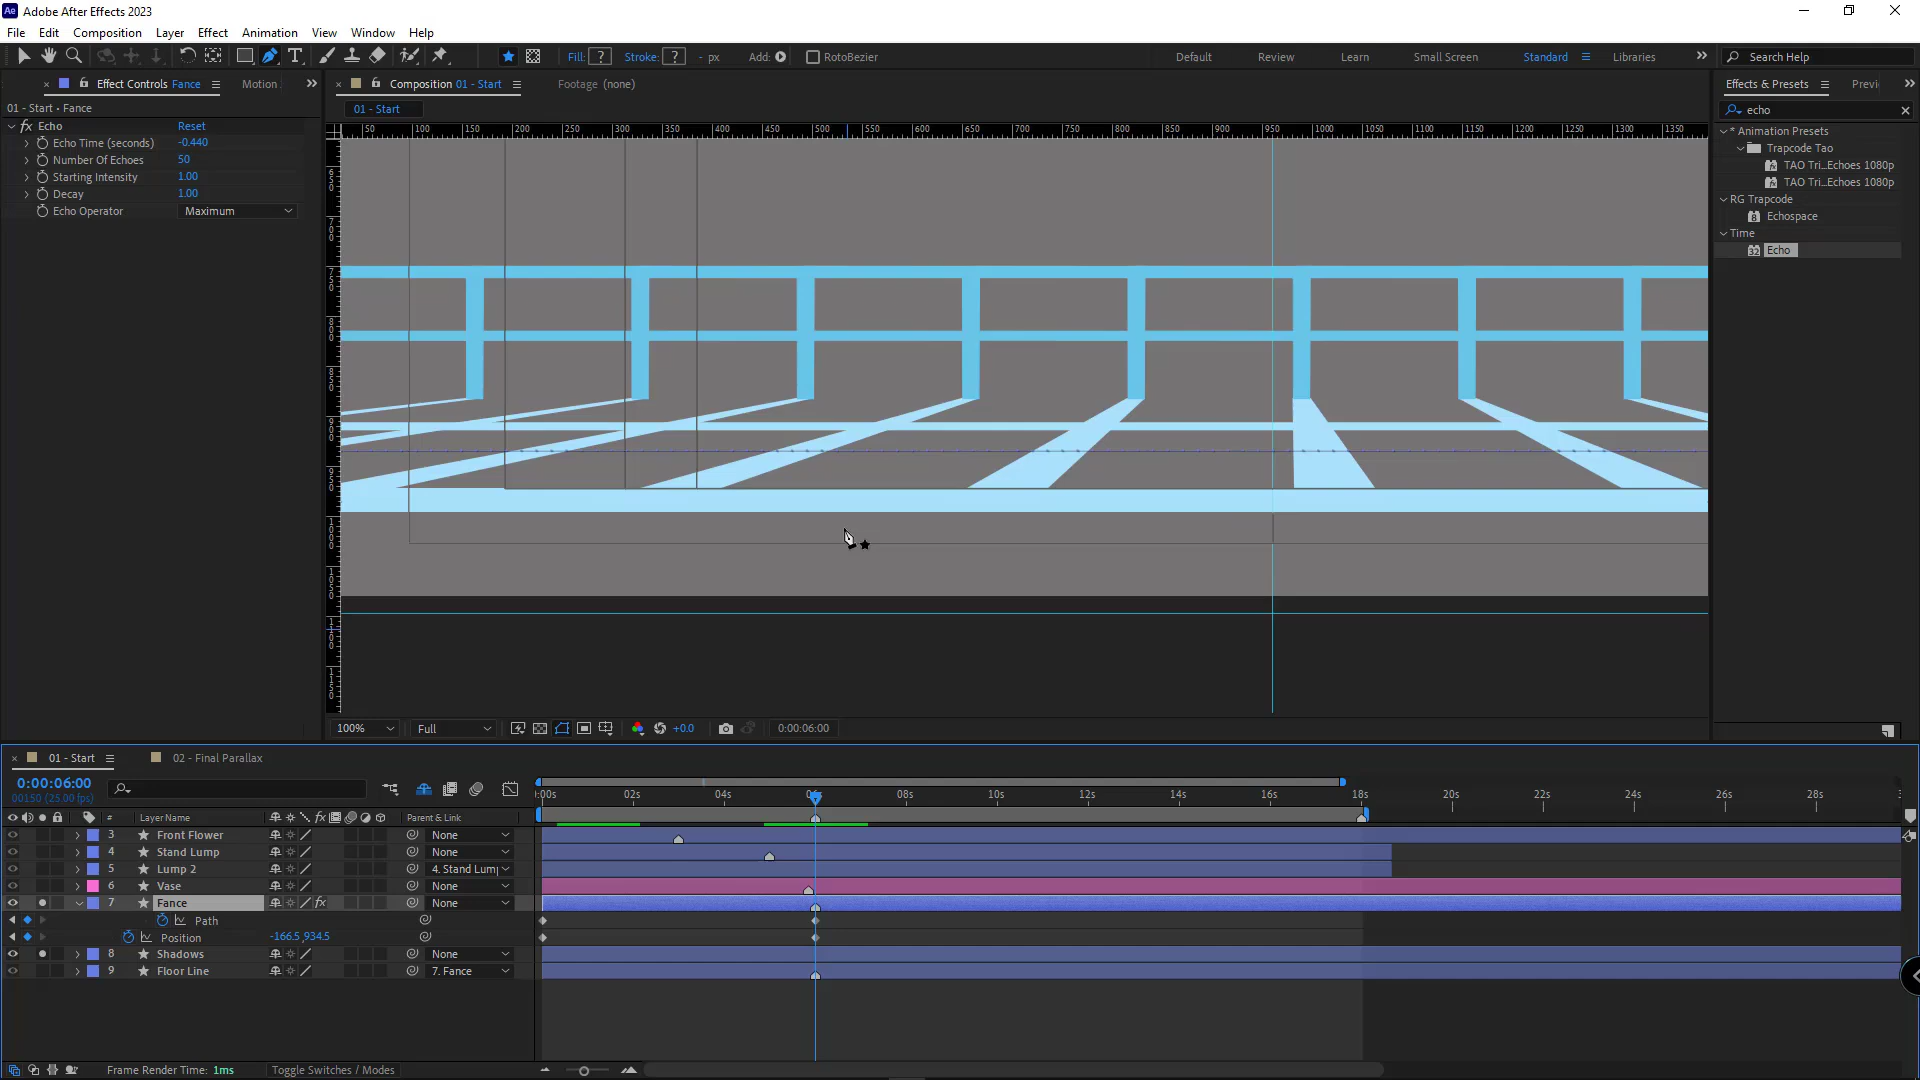 Adobe After Effects 2023
File Edit Composition Layer Effect Animation View Window Help
Fill: ? Stroke: ? - px Add: RotoBezier Default Review Learn Small Screen Standard Libraries Search Help
Effect Controls Fance Motion
Composition 01 - Start Footage (none)
Effects & Presets Previ
01 - Start • Fance
01 - Start
echo
Echo Reset
Echo Time (seconds) -0.440
Number Of Echoes 50
Starting Intensity 1.00
Decay 1.00
Echo Operator Maximum
50 100 150 200 250 300 350 400 450 500 550 600 650 700 750 800 850 900 950 1000 1050 1100 1150 1200 1250 1300 1350
* Animation Presets
Trapcode Tao
TAO Tri...Echoes 1080p
TAO Tri...Echoes 1080p
RG Trapcode
Echospace
Time
Echo
100% Full +0.0 0:00:06:00
01 - Start 02 - Final Parallax
0:00:06:00
00150 (25.00 fps)
:00s 02s 04s 08s 10s 12s 14s 16s 18s 20s 22s 24s 26s 28s
# Layer Name Parent & Link
3 Front Flower None
4 Stand Lump None
5 Lump 2 4. Stand Lum
6 Vase None
7 Fance None
Path
Position -166.5,934.5
8 Shadows None
9 Floor Line 7. Fance
Frame Render Time: 1ms Toggle Switches / Modes